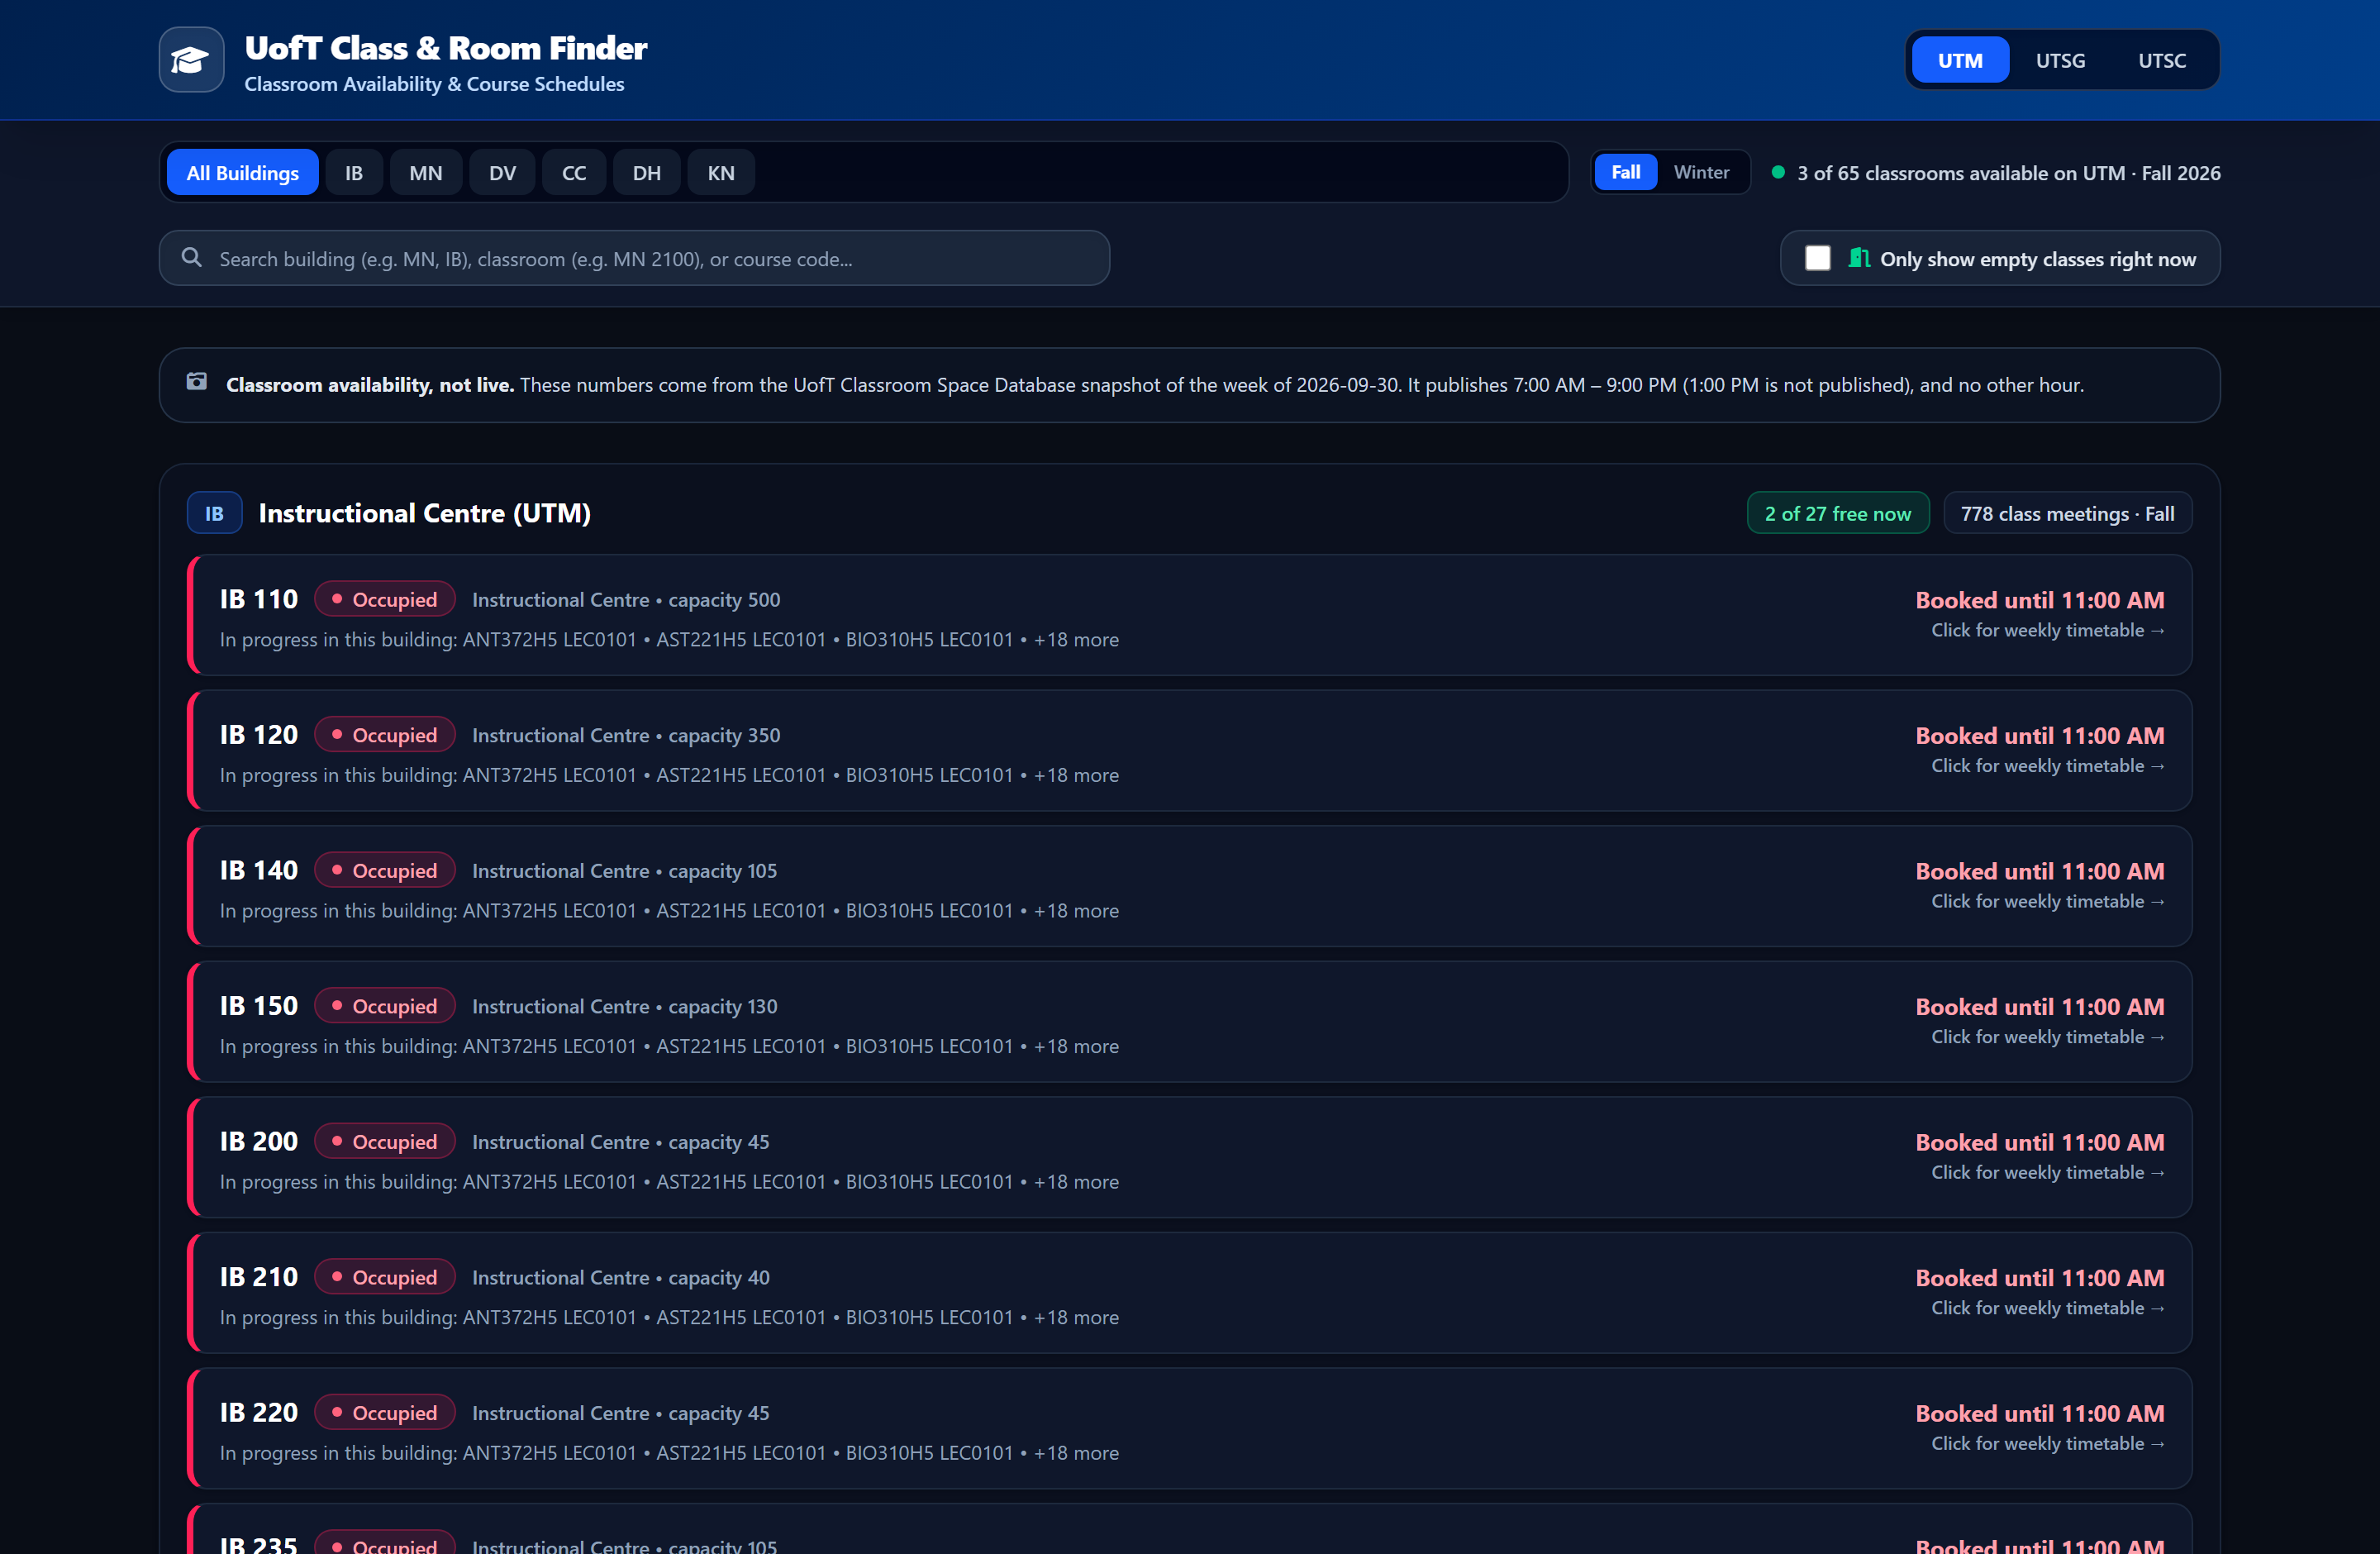 UofT Class & Room Finder
Classroom Availability & Course Schedules
UTM UTSG UTSC
All Buildings IB MN DV CC DH KN
Fall Winter
3 of 65 classrooms available on UTM · Fall 2026
Search building (e.g. MN, IB), classroom (e.g. MN 2100), or course code...
Only show empty classes right now
Classroom availability, not live. These numbers come from the UofT Classroom Space Database snapshot of the week of 2026-09-30. It publishes 7:00 AM – 9:00 PM (1:00 PM is not published), and no other hour.
IB Instructional Centre (UTM)
2 of 27 free now
778 class meetings · Fall
IB 110 Occupied Instructional Centre • capacity 500
Booked until 11:00 AM
In progress in this building: ANT372H5 LEC0101 • AST221H5 LEC0101 • BIO310H5 LEC0101 • +18 more
Click for weekly timetable →
IB 120 Occupied Instructional Centre • capacity 350
Booked until 11:00 AM
In progress in this building: ANT372H5 LEC0101 • AST221H5 LEC0101 • BIO310H5 LEC0101 • +18 more
Click for weekly timetable →
IB 140 Occupied Instructional Centre • capacity 105
Booked until 11:00 AM
In progress in this building: ANT372H5 LEC0101 • AST221H5 LEC0101 • BIO310H5 LEC0101 • +18 more
Click for weekly timetable →
IB 150 Occupied Instructional Centre • capacity 130
Booked until 11:00 AM
In progress in this building: ANT372H5 LEC0101 • AST221H5 LEC0101 • BIO310H5 LEC0101 • +18 more
Click for weekly timetable →
IB 200 Occupied Instructional Centre • capacity 45
Booked until 11:00 AM
In progress in this building: ANT372H5 LEC0101 • AST221H5 LEC0101 • BIO310H5 LEC0101 • +18 more
Click for weekly timetable →
IB 210 Occupied Instructional Centre • capacity 40
Booked until 11:00 AM
In progress in this building: ANT372H5 LEC0101 • AST221H5 LEC0101 • BIO310H5 LEC0101 • +18 more
Click for weekly timetable →
IB 220 Occupied Instructional Centre • capacity 45
Booked until 11:00 AM
In progress in this building: ANT372H5 LEC0101 • AST221H5 LEC0101 • BIO310H5 LEC0101 • +18 more
Click for weekly timetable →
IB 235 Occupied Instructional Centre • capacity 105
Booked until 11:00 AM